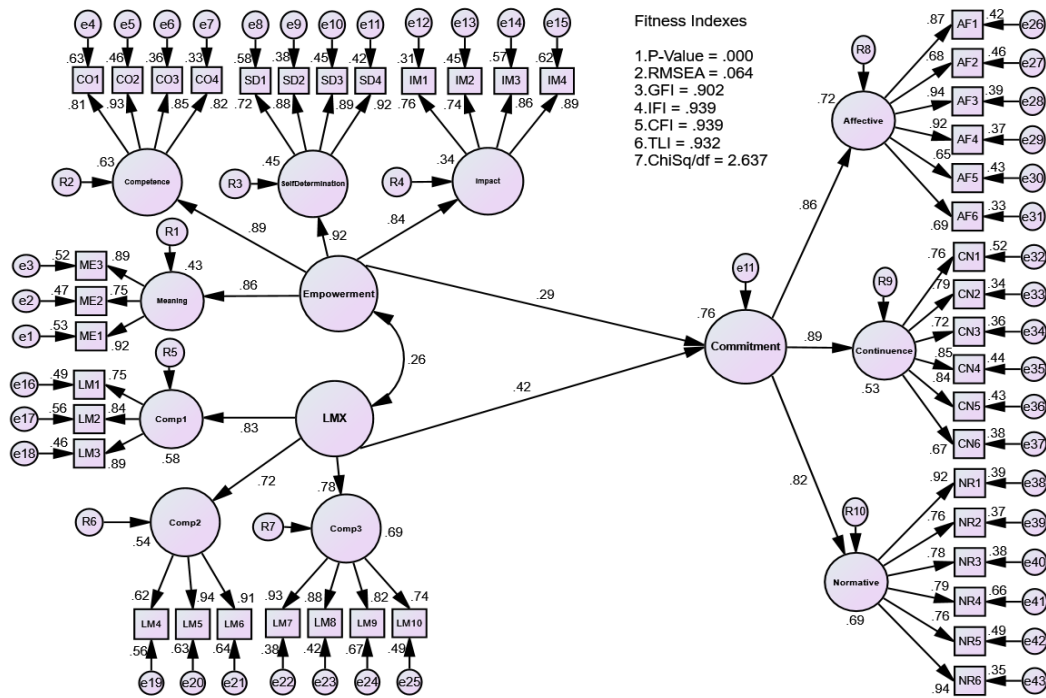 e4 e5 e6 e7 e8 e9 e10 e11 e12 e13 e14 e15
.63 .46 .36 .33 .58 .38 .45 .42 .31 .45 .57 .62
CO1 CO2 CO3 CO4 SD1 SD2 SD3 SD4 IM1 IM2 IM3 IM4
.81 .93 .85 .82 .72 .88 .89 .92 .76 .74 .86 .89
Fitness Indexes
1.P-Value = .000
2.RMSEA = .064
3.GFI = .902
4.IFI = .939
5.CFI = .939
6.TLI = .932
7.ChiSq/df = 2.637
R2 .63 Competence
R3 .45 SelfDetermination
R4 .34 Impact
.89 .92 .84
R1
.43
Meaning
.86
Empowerment
e3 .52 ME3 .89
e2 .47 ME2 .75
e1 .53 ME1 .92
.29
.26
.42
R5
e16 .49 LM1 .75
e17 .56 LM2 .84
e18 .46 LM3 .89
Comp1
.58
.83
LMX
.72 .78
R6 .54 Comp2
R7 Comp3 .69
.62 .94 .91 .93 .88 .82 .74
LM4 LM5 LM6 LM7 LM8 LM9 LM10
.56 .63 .64 .38 .42 .67 .49
e19 e20 e21 e22 e23 e24 e25
e11
.76
Commitment
.86 .89 .82
R8
.72
Affective
.87 AF1 .42 e26
.68 AF2 .46 e27
.94 AF3 .39 e28
.92 AF4 .37 e29
.65 AF5 .43 e30
.69 AF6 .33 e31
R9
Continuence
.53
.76 CN1 .52 e32
.79 CN2 .34 e33
.72 CN3 .36 e34
.85 CN4 .44 e35
.84 CN5 .43 e36
.67 CN6 .38 e37
R10
Normative
.69
.92 NR1 .39 e38
.76 NR2 .37 e39
.78 NR3 .38 e40
.79 NR4 .66 e41
.76 NR5 .49 e42
.94 NR6 .35 e43